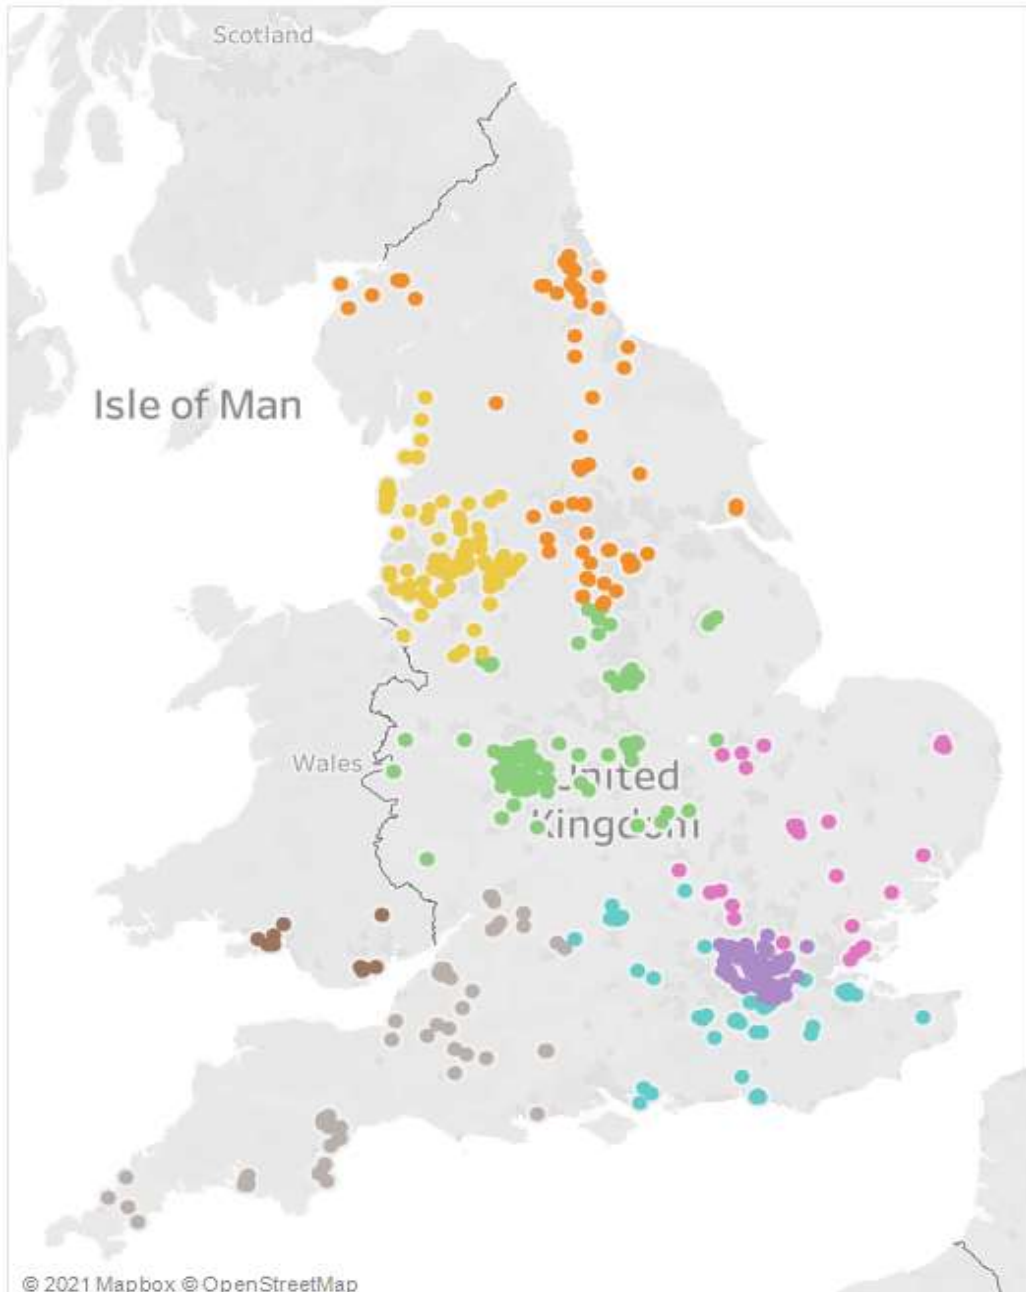 Scotland
Isle of Man
Wales
United
Kingdom
© 2021 Mapbox © OpenStreetMap